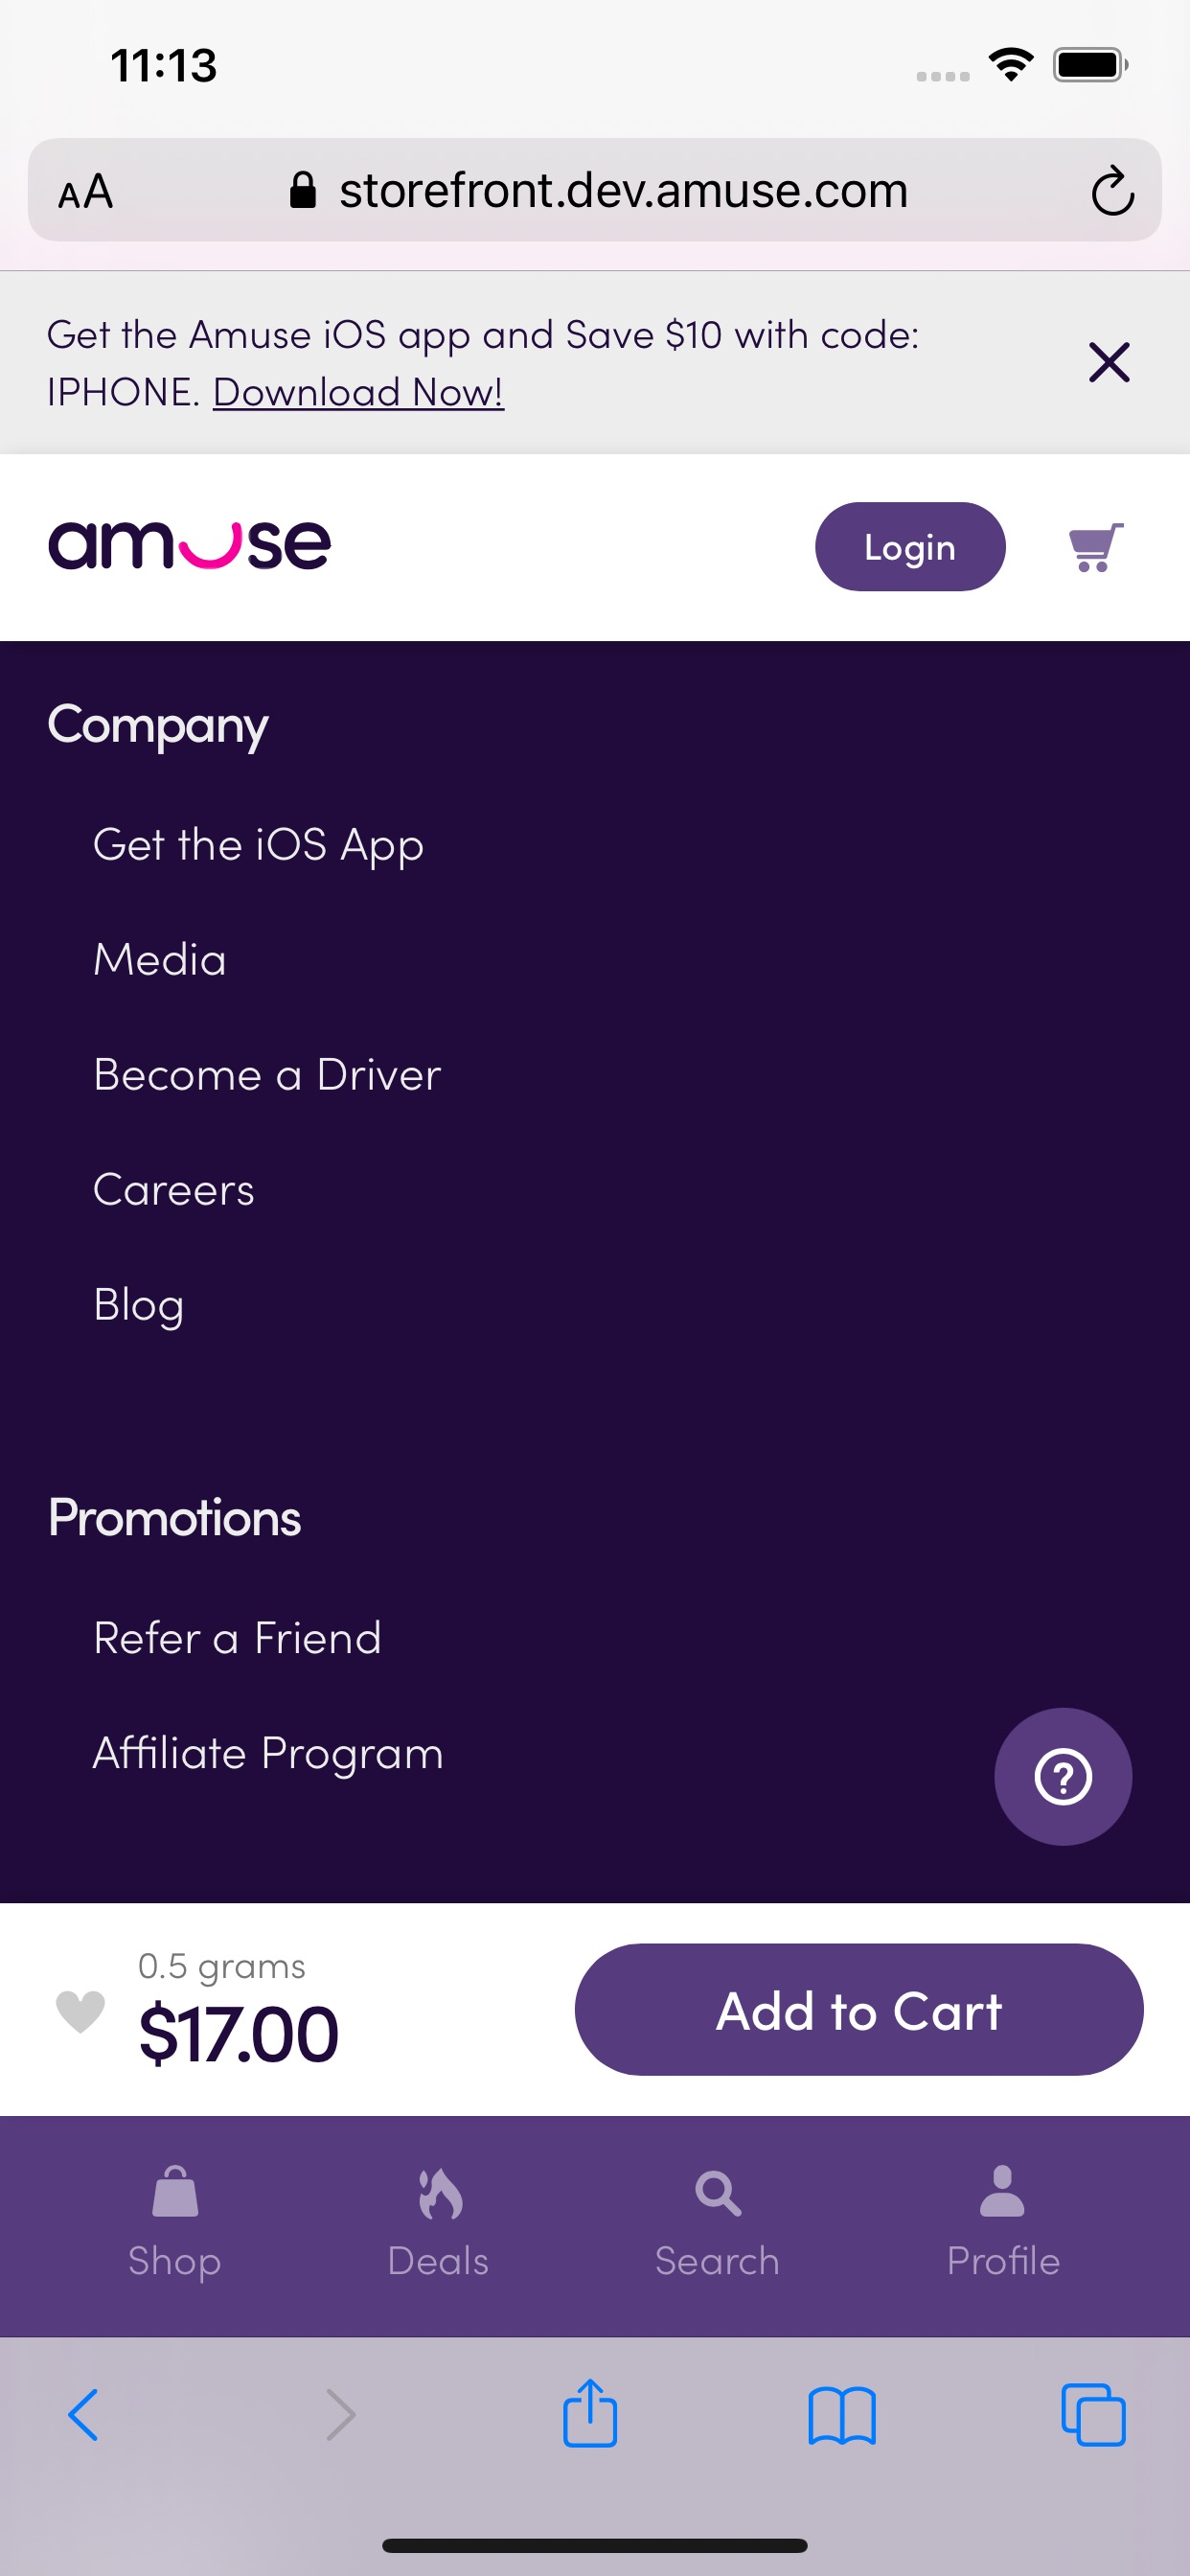 11:13
AA
storefront.dev.amuse.com
Get the Amuse iOS app and Save $10 with code:
IPHONE. Download Now!
amuse
Login
Company
Get the iOS App
Media
Become a Driver
Careers
Blog
Promotions
Refer a Friend
Affiliate Program
?
0.5 grams
$17.00
Add to Cart
Shop
Deals
Search
Profile